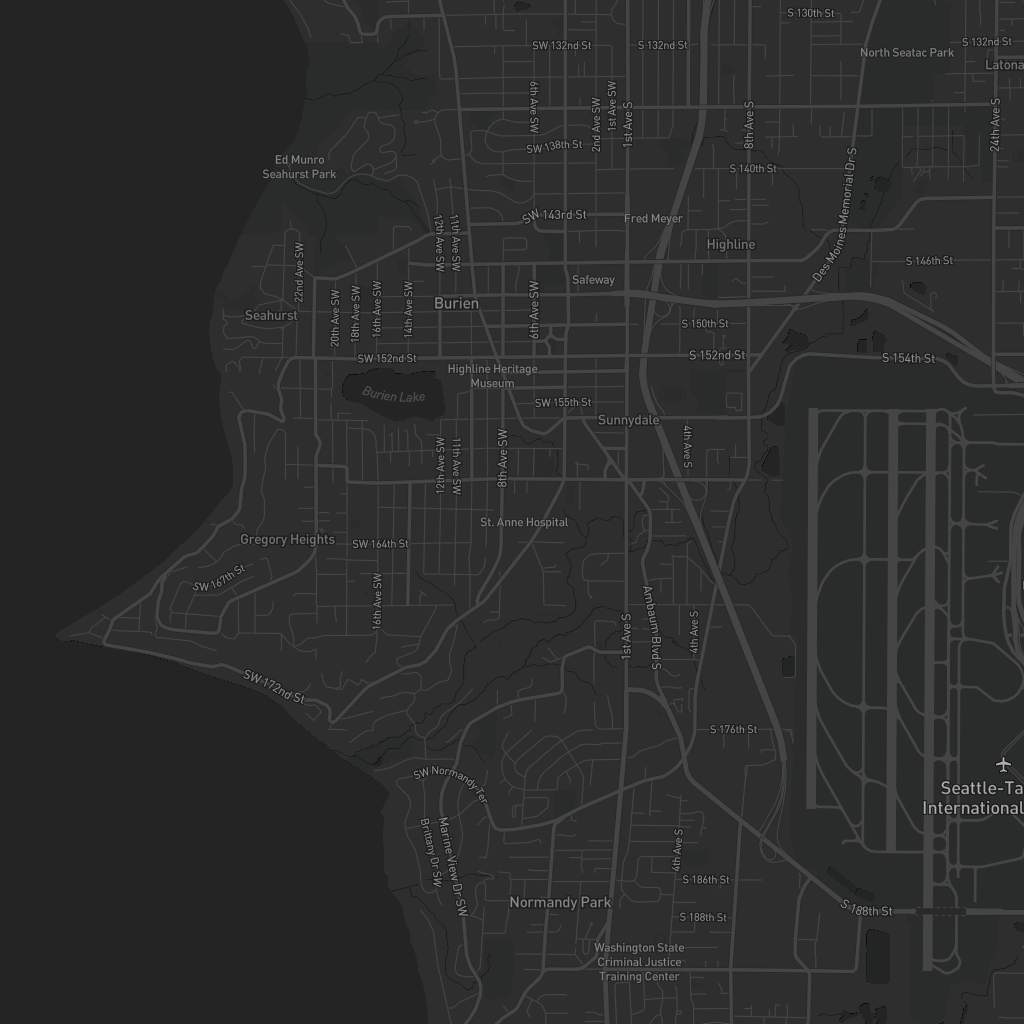 S 130th St
SW 132nd St
S 132nd St
S 132nd St
North Seatac Park
Latona
6th Ave SW
2nd Ave SW
1st Ave SW
1st Ave S
8th Ave S
24th Ave S
SW 138th St
Ed Munro
Seahurst Park
S 140th St
Des Moines Memorial Dr S
SW 143rd St
Fred Meyer
12th Ave SW
11th Ave SW
Highline
22nd Ave SW
S 146th St
Safeway
20th Ave SW
18th Ave SW
16th Ave SW
14th Ave SW
Burien
6th Ave SW
Seahurst
S 150th St
SW 152nd St
S 152nd St
S 154th St
Highline Heritage
Museum
Burien Lake
SW 155th St
Sunnydale
12th Ave SW
11th Ave SW
8th Ave SW
4th Ave S
St. Anne Hospital
Gregory Heights
SW 164th St
SW 167th St
16th Ave SW
1st Ave S
Ambaum Blvd S
4th Ave S
SW 172nd St
S 176th St
SW Normandy Ter
Seattle-Ta
International
Brittany Dr SW
Marine View Dr SW
4th Ave S
S 186th St
Normandy Park
S 188th St
S 188th St
Washington State
Criminal Justice
Training Center